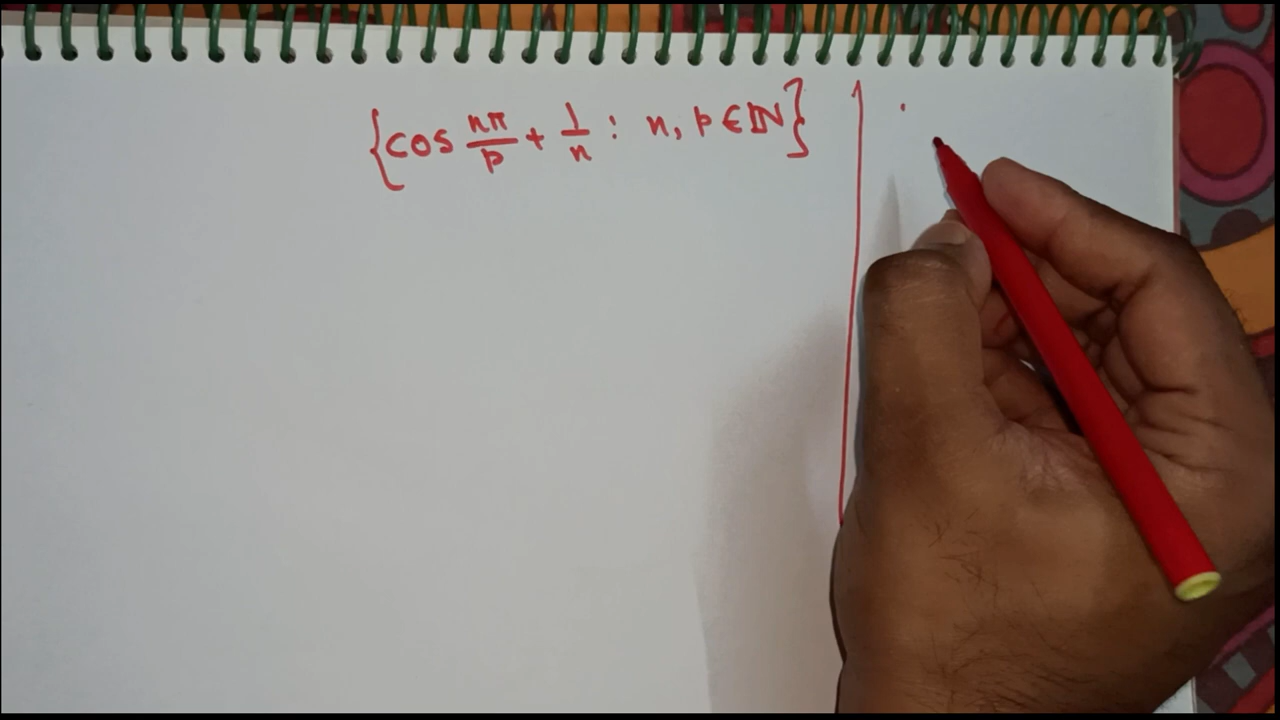 {cos nπ/p + 1/n : n, p ∈ ℕ}